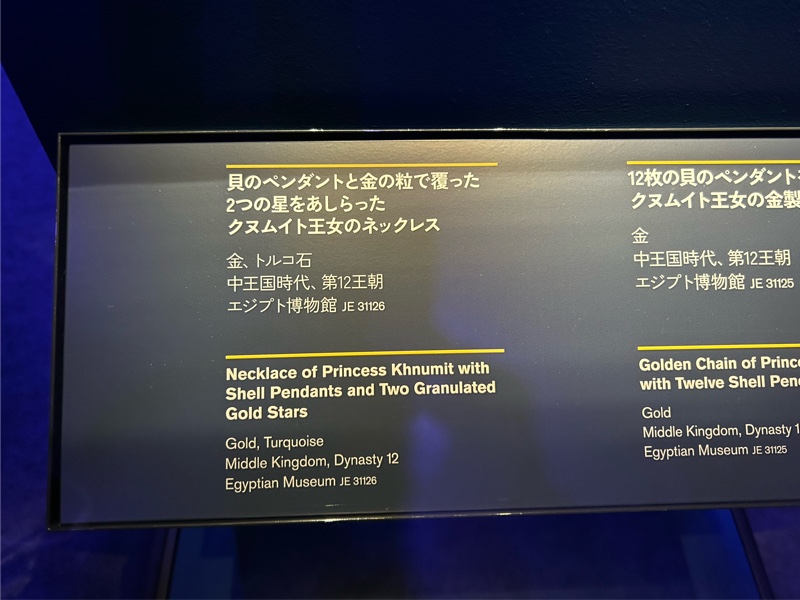 貝のペンダントと金の粒で覆った
2つの星をあしらった
クヌムイト王女のネックレス
金、トルコ石
中王国時代、第12王朝
エジプト博物館 JE 31126
Necklace of Princess Khnumit with
Shell Pendants and Two Granulated
Gold Stars
Gold, Turquoise
Middle Kingdom, Dynasty 12
Egyptian Museum JE 31126
12枚の貝のペンダント
クヌムイト王女の金製
金
中王国時代、第12王朝
エジプト博物館 JE 31125
Golden Chain of
with Twelve Shell
Gold
Middle Kingdom, Dynasty
Egyptian Museum JE 31125